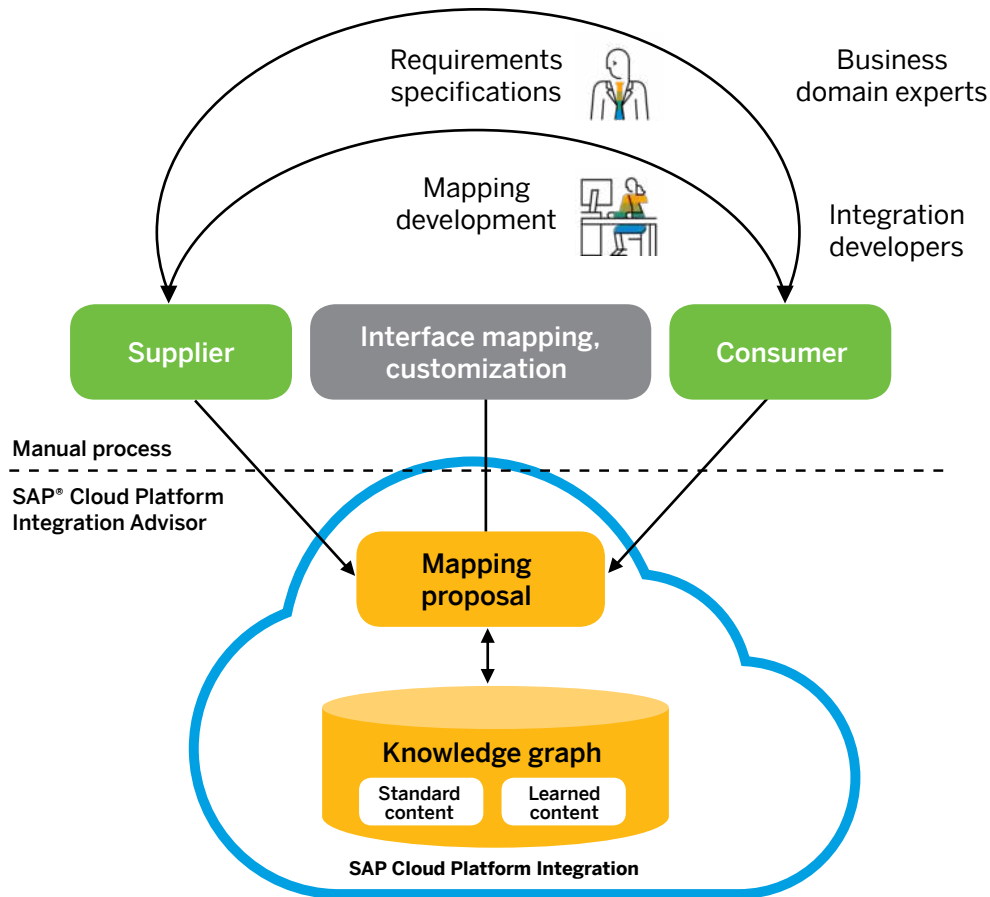 Requirements
specifications
Business
domain experts
Mapping
development
Integration
developers
Supplier
Interface mapping,
customization
Consumer
Manual process
SAP® Cloud Platform
Integration Advisor
Mapping
proposal
Knowledge graph
Standard
content
Learned
content
SAP Cloud Platform Integration